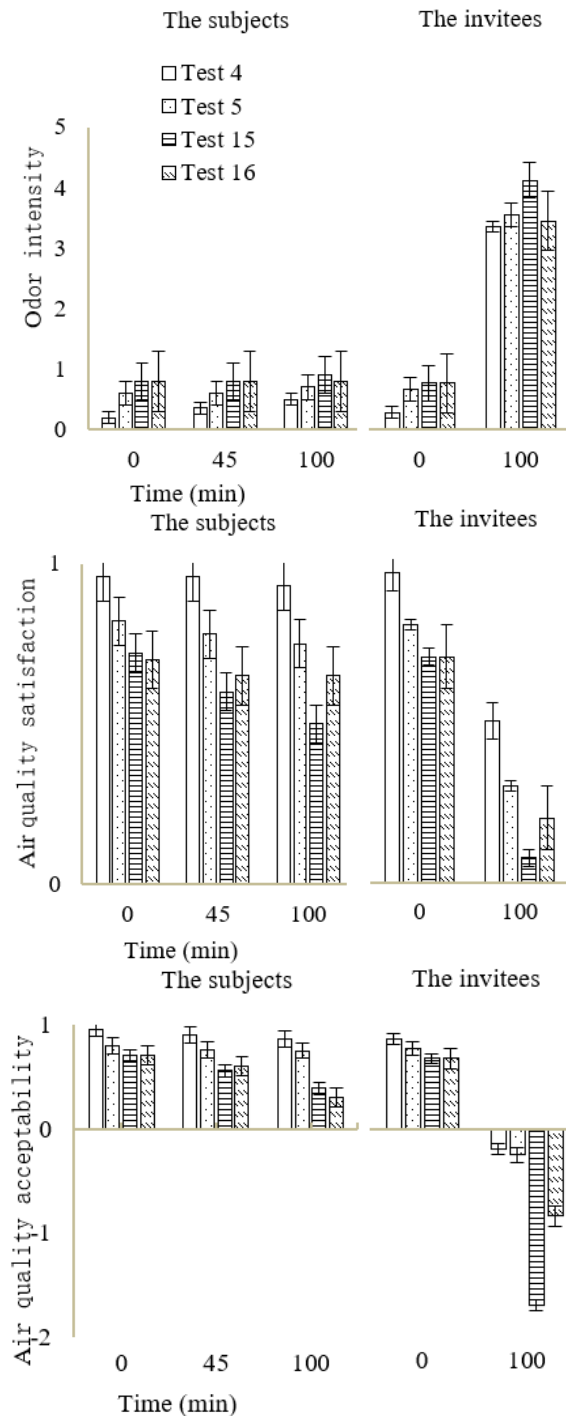 The subjects The invitees
Test 4
Test 5
Test 15
Test 16
Odor intensity
5
4
3
2
1
0
0 45 100 0 100
Time (min)
The subjects The invitees
Air quality satisfaction
1
0
0 45 100 0 100
Time (min)
The subjects The invitees
Air quality acceptability
1
0
-1
-2
0 45 100 0 100
Time (min)